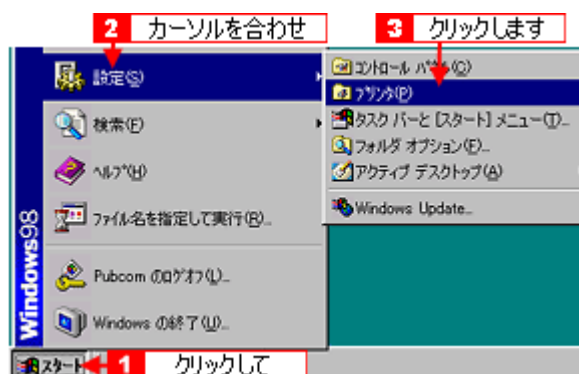 2 カーソルを合わせ
3 クリックします
設定(S)
検索(F)
ヘルプ(H)
ファイル名を指定して実行(R)...
Pubcom のログオフ(L)...
Windows の終了(U)...
Windows98
コントロール パネル(C)
プリンタ(P)
タスク バーと [スタート] メニュー(T)...
フォルダ オプション(F)...
アクティブ デスクトップ(A)
Windows Update...
スタート
1 クリックして